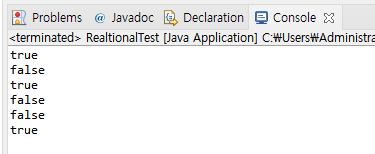 Problems @ Javadoc Declaration Console
<terminated> RealtionalTest [Java Application] C:₩Users₩Administra
true
false
true
false
false
true